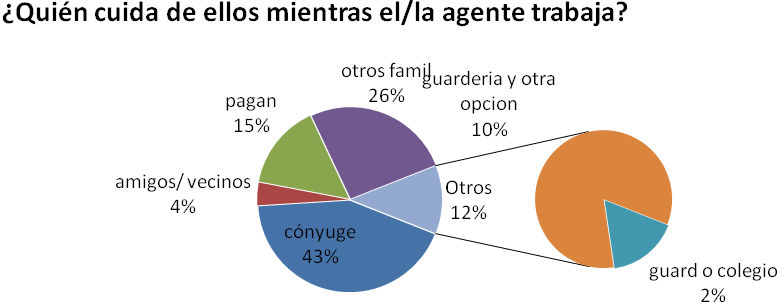 ¿Quién cuida de ellos mientras el/la agente trabaja?
otros famil
26%
guarderia y otra
opcion
10%
pagan
15%
amigos/ vecinos
4%
Otros
12%
cónyuge
43%
guard o colegio
2%